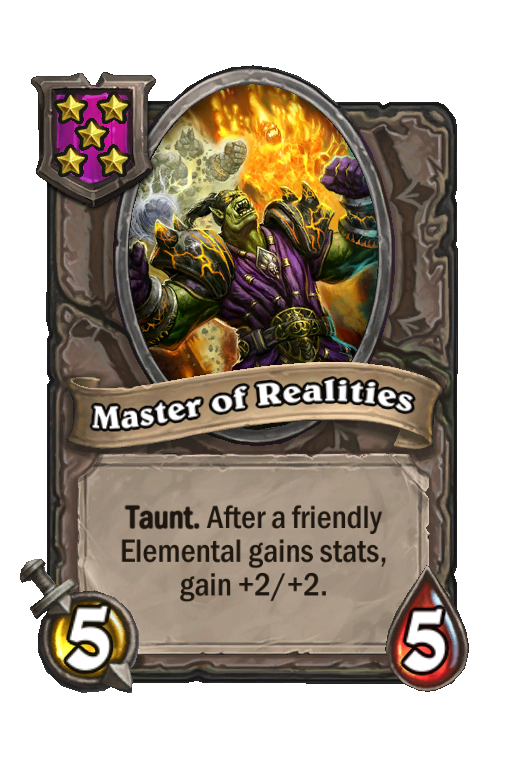 Master of Realities
Taunt. After a friendly
Elemental gains stats,
gain +2/+2.
5
5